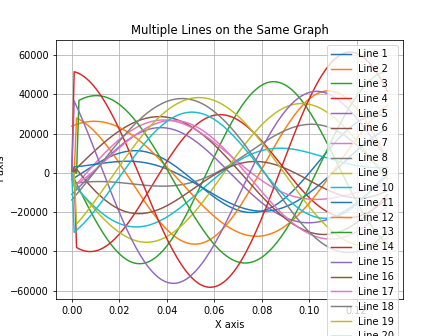 Multiple Lines on the Same Graph
60000
40000
20000
0
−20000
−40000
−60000
0.00 0.02 0.04 0.06 0.08 0.10
X axis
Line 1
Line 2
Line 3
Line 4
Line 5
Line 6
Line 7
Line 8
Line 9
Line 10
Line 11
Line 12
Line 13
Line 14
Line 15
Line 16
Line 17
Line 18
Line 19
Line 20